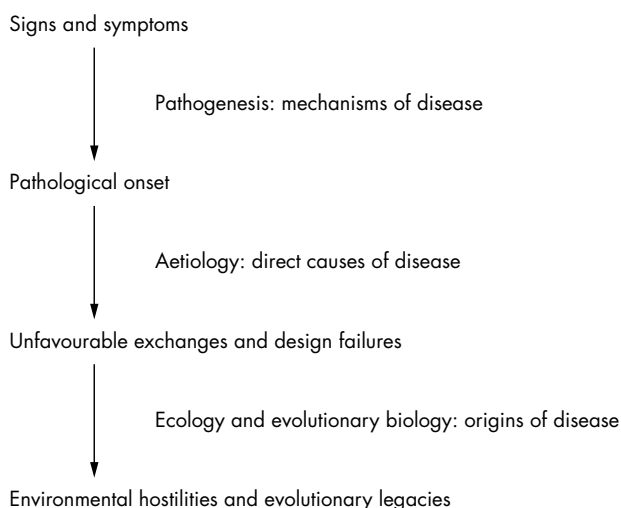 Signs and symptoms
Pathogenesis: mechanisms of disease
Pathological onset
Aetiology: direct causes of disease
Unfavourable exchanges and design failures
Ecology and evolutionary biology: origins of disease
Environmental hostilities and evolutionary legacies